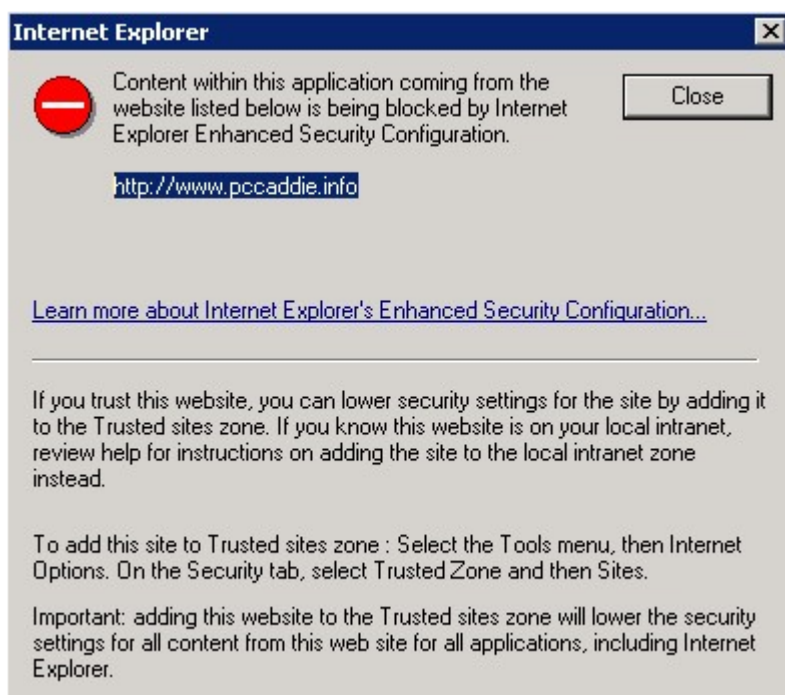 Internet Explorer
Content within this application coming from the
website listed below is being blocked by Internet
Explorer Enhanced Security Configuration.
Close
http://www.pccaddie.info
Learn more about Internet Explorer's Enhanced Security Configuration...
If you trust this website, you can lower security settings for the site by adding it
to the Trusted sites zone. If you know this website is on your local intranet,
review help for instructions on adding the site to the local intranet zone
instead.
To add this site to Trusted sites zone : Select the Tools menu, then Internet
Options. On the Security tab, select Trusted Zone and then Sites.
Important: adding this website to the Trusted sites zone will lower the security
settings for all content from this web site for all applications, including Internet
Explorer.